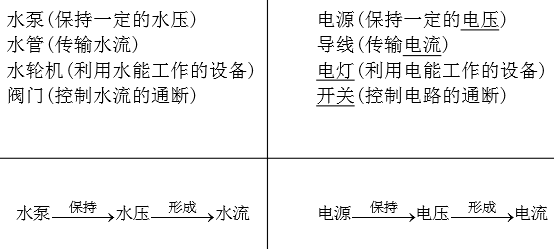 水泵(保持一定的水压)
水管(传输水流)
水轮机(利用水能工作的设备)
阀门(控制水流的通断)
电源(保持一定的电压)
导线(传输电流)
电灯(利用电能工作的设备)
开关(控制电路的通断)
水泵 保持 水压 形成 水流
电源 保持 电压 形成 电流